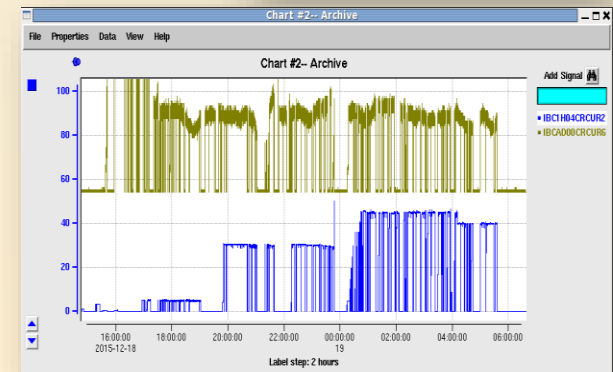 Chart #2-- Archive
File Properties Data View Help
Chart #2-- Archive
Add Signal
100
80
60
40
20
0
IBC1H04CRCUR2
IBCAD00CRCUR6
16:00:00 18:00:00 20:00:00 22:00:00 00:00:00 02:00:00 04:00:00 06:00:00
2015-12-18 19
Label step: 2 hours